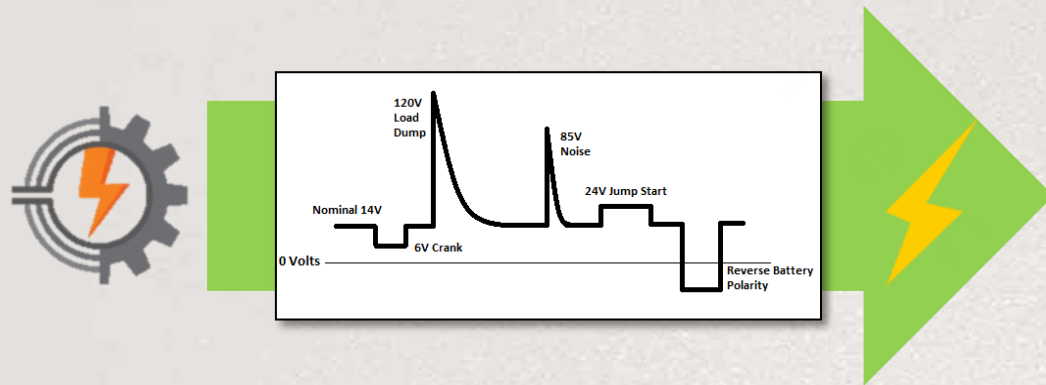 120V
Load
Dump
85V
Noise
24V Jump Start
Nominal 14V
6V Crank
0 Volts
Reverse Battery
Polarity